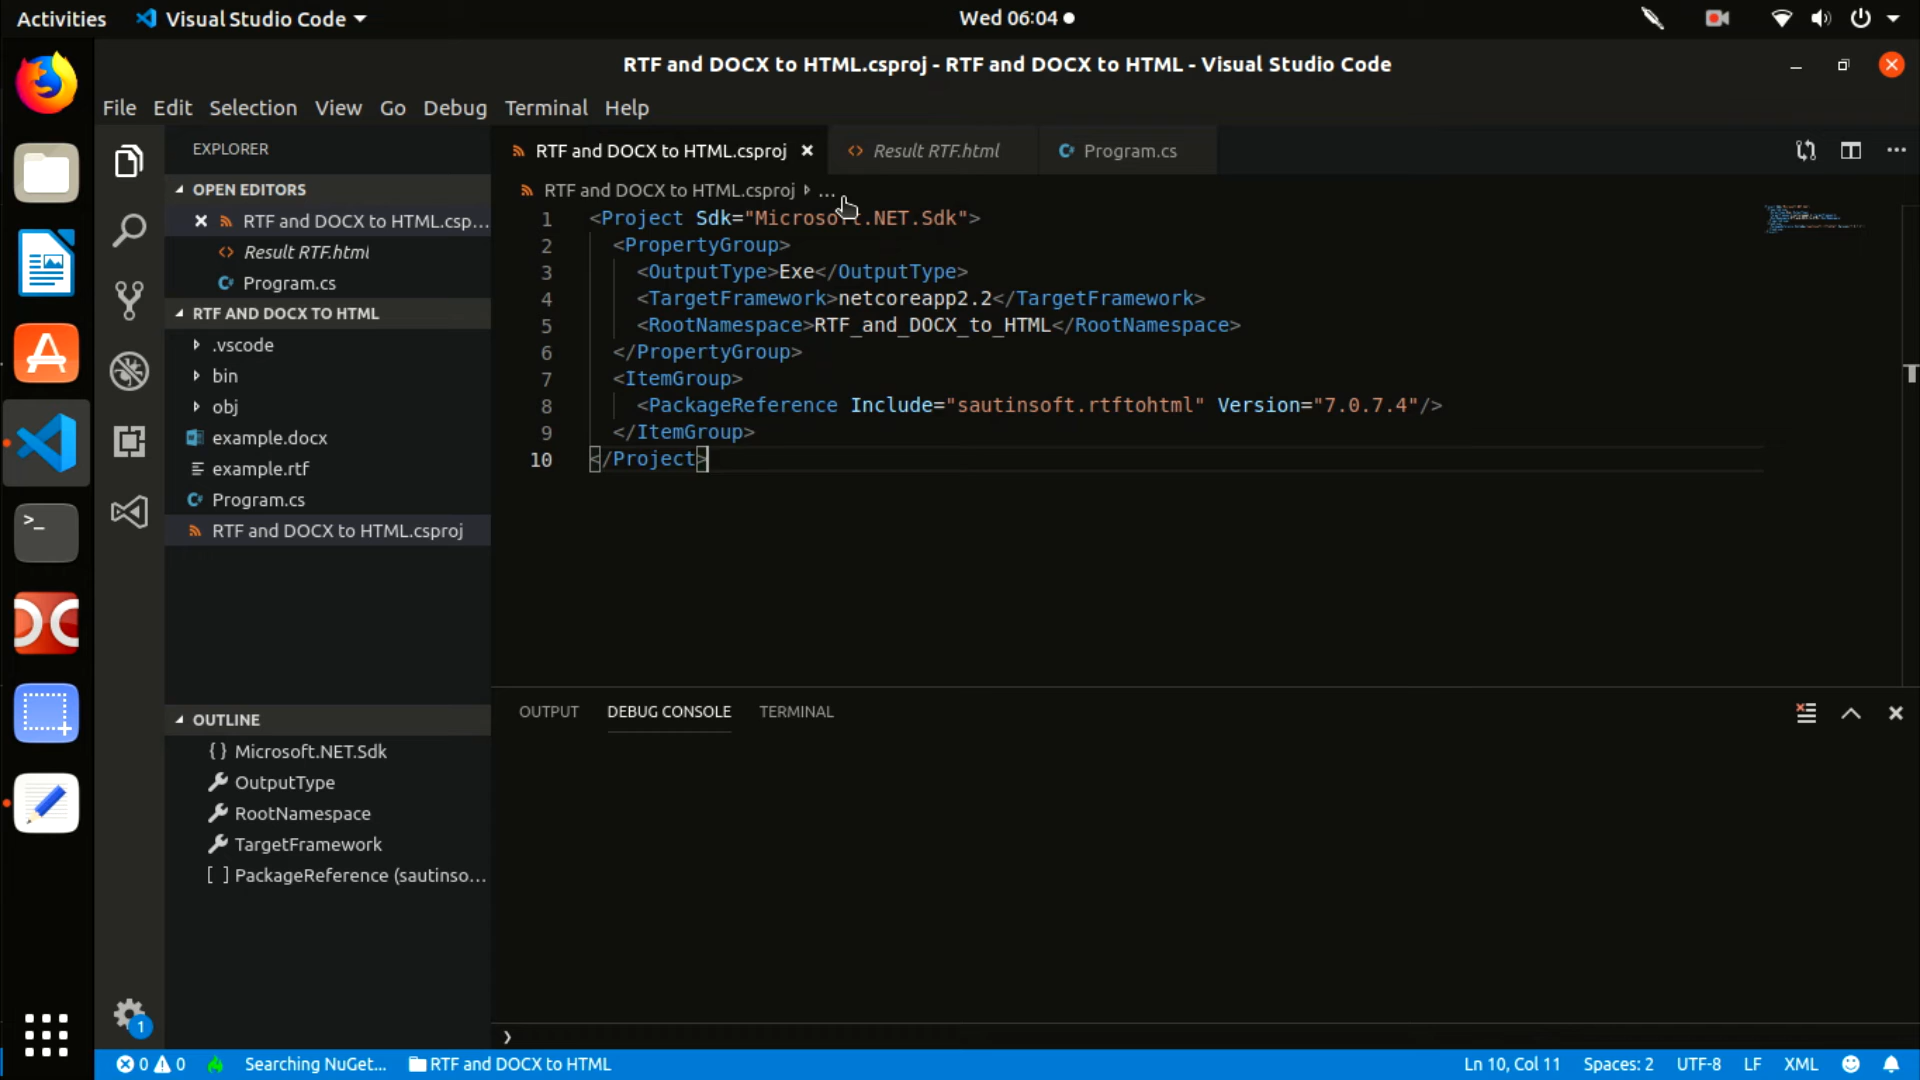 Activities Visual Studio Code Wed 06:04
RTF and DOCX to HTML.csproj - RTF and DOCX to HTML - Visual Studio Code
File Edit Selection View Go Debug Terminal Help
EXPLORER
OPEN EDITORS
RTF and DOCX to HTML.csp...
Result RTF.html
Program.cs
RTF AND DOCX TO HTML
.vscode
bin
obj
example.docx
example.rtf
Program.cs
RTF and DOCX to HTML.csproj
OUTLINE
{ } Microsoft.NET.Sdk
OutputType
RootNamespace
TargetFramework
[ ] PackageReference (sautinso...
RTF and DOCX to HTML.csproj Result RTF.html Program.cs
RTF and DOCX to HTML.csproj ...
1 <Project Sdk="Microsoft.NET.Sdk">
2 <PropertyGroup>
3 <OutputType>Exe</OutputType>
4 <TargetFramework>netcoreapp2.2</TargetFramework>
5 <RootNamespace>RTF_and_DOCX_to_HTML</RootNamespace>
6 </PropertyGroup>
7 <ItemGroup>
8 <PackageReference Include="sautinsoft.rtftohtml" Version="7.0.7.4"/>
9 </ItemGroup>
10 </Project>
OUTPUT DEBUG CONSOLE TERMINAL
1
0 0 Searching NuGet... RTF and DOCX to HTML Ln 10, Col 11 Spaces: 2 UTF-8 LF XML